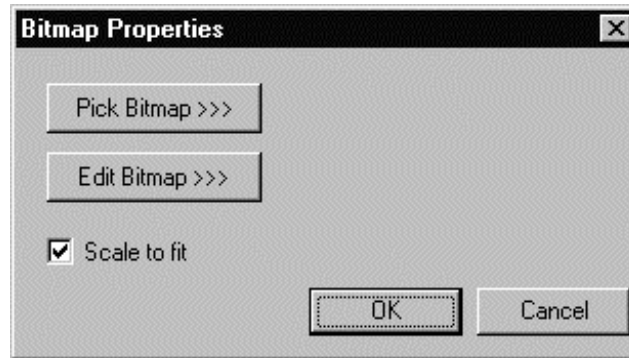 Bitmap Properties
Pick Bitmap >>>
Edit Bitmap >>>
Scale to fit
OK Cancel